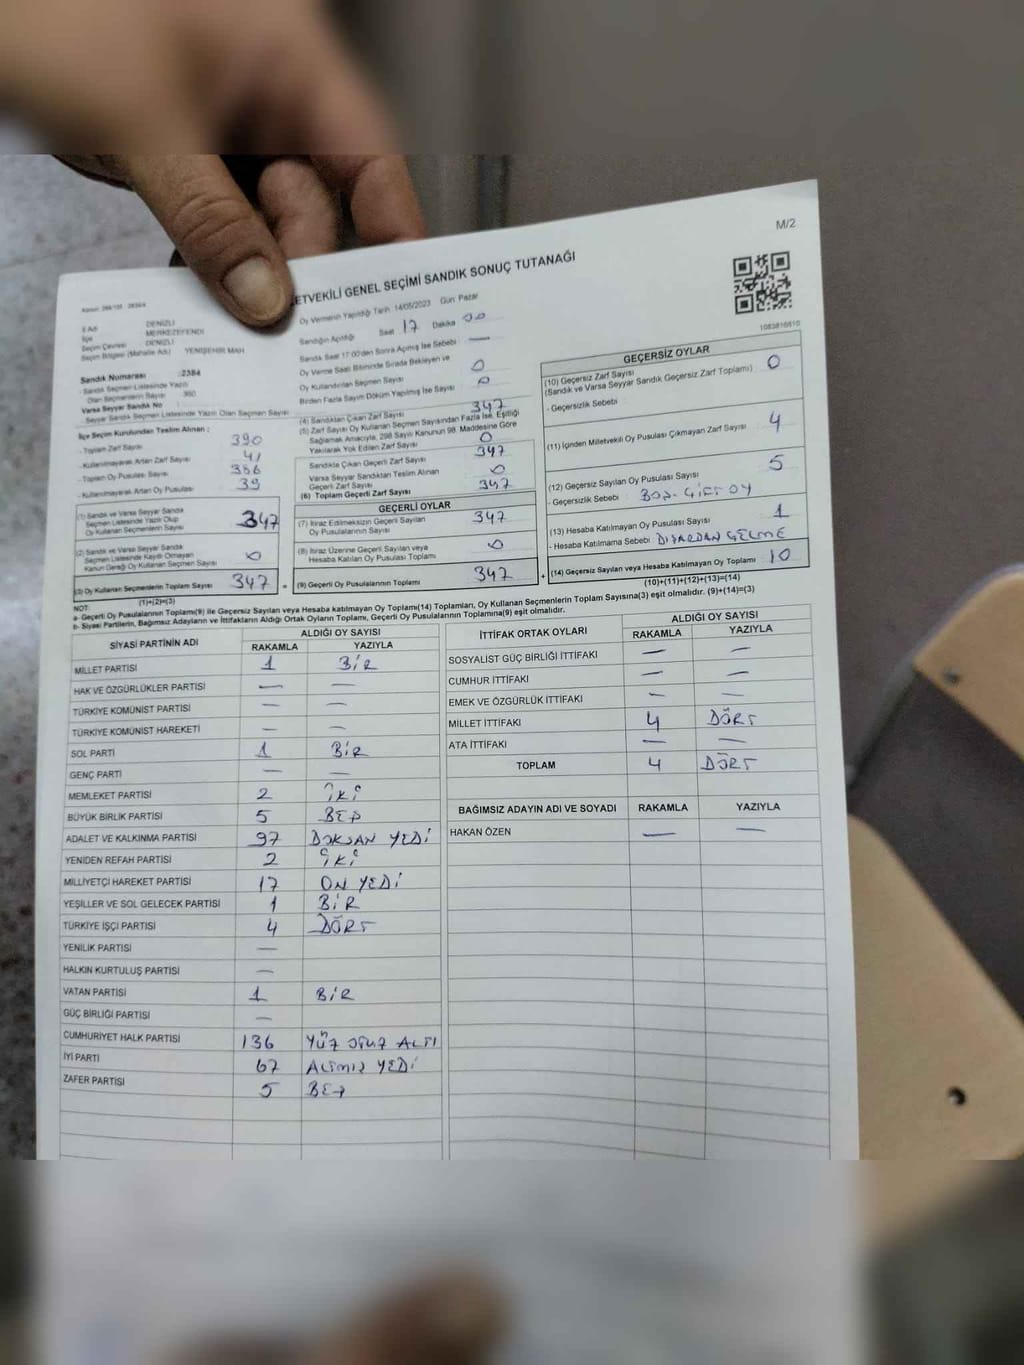 M/2
ETVEKİLİ GENEL SEÇİMİ SANDIK SONUÇ TUTANAĞI
İl Adı DENİZLİ
İlçe MERKEZEFENDİ
Seçim Çevresi : DENİZLİ
Seçim Bölgesi (Mahalle Adı) YENİŞEHİR MAH
Sandık Numarası :2384
- Sandık Seçmen Listesinde Yazılı
Olan Seçmenlerin Sayısı 360
Varsa Seyyar Sandık No :
Seyyar Sandık Seçmen Listesinde Yazılı Olan Seçmen Sayısı
İlçe Seçim Kurulundan Teslim Alınan :
- Toplam Zarf Sayısı 390
- Kullanılmayarak Artan Zarf Sayısı 41
- Toplam Oy Pusulası Sayısı 386
- Kullanılmayarak Artan Oy Pusulası 39
(1) Sandık ve Varsa Seyyar Sandık
Seçmen Listesinde Yazılı Olup
Oy Kullanan Seçmenlerin Sayısı 347
(2) Sandık ve Varsa Seyyar Sandık
Seçmen Listesinde Kayıtlı Olmayan
Kanun Gereği Oy Kullanan Seçmen Sayısı 0
(3) Oy Kullanan Seçmenlerin Toplam Sayısı 347
(1)+(2)=(3)
Oy Vermenin Yapıldığı Tarih 14/05/2023 Gün Pazar
Sandığın Açıldığı Saat 17 Dakika 00
Sandık Saat 17:00'den Sonra Açılmış İse Sebebi —
Oy Verme Saati Bitiminde Sırada Bekleyen ve
Oy Kullandırılan Seçmen Sayısı 0
Birden Fazla Sayım Döküm Yapılmış İse Sayısı 0
(4) Sandıktan Çıkan Zarf Sayısı 347
(5) Zarf Sayısı Oy Kullanan Seçmen Sayısından Fazla İse, Eşitliği
Sağlamak Amacıyla, 298 Sayılı Kanunun 98. Maddesine Göre
Yakılarak Yok Edilen Zarf Sayısı 0
Sandıkta Çıkan Geçerli Zarf Sayısı 347
Varsa Seyyar Sandıktan Teslim Alınan
Geçerli Zarf Sayısı 0
(6) Toplam Geçerli Zarf Sayısı 347
GEÇERLİ OYLAR
(7) İtiraz Edilmeksizin Geçerli Sayılan
Oy Pusulalarının Sayısı 347
(8) İtiraz Üzerine Geçerli Sayılan veya
Hesaba Katılan Oy Pusulası Toplamı 0
= (9) Geçerli Oy Pusulalarının Toplamı 347
1083816610
GEÇERSİZ OYLAR
(10) Geçersiz Zarf Sayısı 0
(Sandık ve Varsa Seyyar Sandık Geçersiz Zarf Toplamı)
- Geçersizlik Sebebi
(11) İçinden Milletvekili Oy Pusulası Çıkmayan Zarf Sayısı 4
(12) Geçersiz Sayılan Oy Pusulası Sayısı 5
- Geçersizlik Sebebi BOŞ-ÇİFT OY
(13) Hesaba Katılmayan Oy Pusulası Sayısı 1
- Hesaba Katılmama Sebebi DIŞARDAN GELME
+ (14) Geçersiz Sayılan veya Hesaba Katılmayan Oy Toplamı 10
(10)+(11)+(12)+(13)=(14)
NOT:
a- Geçerli Oy Pusulalarının Toplamı(9) ile Geçersiz Sayılan veya Hesaba katılmayan Oy Toplamı(14) Toplamları, Oy Kullanan Seçmenlerin Toplam Sayısına(3) eşit olmalıdır. (9)+(14)=(3)
b- Siyasi Partilerin, Bağımsız Adayların ve İttifakların Aldığı Ortak Oyların Toplamı, Geçerli Oy Pusulalarının Toplamına(9) eşit olmalıdır.
SİYASİ PARTİNİN ADI ALDIĞI OY SAYISI
RAKAMLA YAZIYLA
MİLLET PARTİSİ 1 BİR
HAK VE ÖZGÜRLÜKLER PARTİSİ — —
TÜRKİYE KOMÜNİST PARTİSİ — —
TÜRKİYE KOMÜNİST HAREKETİ — —
SOL PARTİ 1 BİR
GENÇ PARTİ — —
MEMLEKET PARTİSİ 2 İKİ
BÜYÜK BİRLİK PARTİSİ 5 BEŞ
ADALET VE KALKINMA PARTİSİ 97 DOKSAN YEDİ
YENİDEN REFAH PARTİSİ 2 İKİ
MİLLİYETÇİ HAREKET PARTİSİ 17 ON YEDİ
YEŞİLLER VE SOL GELECEK PARTİSİ 1 BİR
TÜRKİYE İŞÇİ PARTİSİ 4 DÖRT
YENİLİK PARTİSİ —
HALKIN KURTULUŞ PARTİSİ —
VATAN PARTİSİ 1 BİR
GÜÇ BİRLİĞİ PARTİSİ —
CUMHURİYET HALK PARTİSİ 136 YÜZ OTUZ ALTI
İYİ PARTİ 67 ALTMIŞ YEDİ
ZAFER PARTİSİ 5 BEŞ
İTTİFAK ORTAK OYLARI ALDIĞI OY SAYISI
RAKAMLA YAZIYLA
SOSYALİST GÜÇ BİRLİĞİ İTTİFAKI — —
CUMHUR İTTİFAKI — —
EMEK VE ÖZGÜRLÜK İTTİFAKI — —
MİLLET İTTİFAKI 4 DÖRT
ATA İTTİFAKI — —
TOPLAM 4 DÖRT
BAĞIMSIZ ADAYIN ADI VE SOYADI RAKAMLA YAZIYLA
HAKAN ÖZEN — —